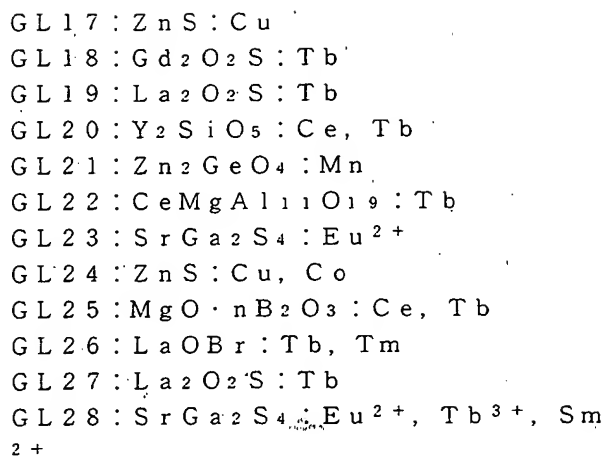 GL17:ZnS:Cu
GL18:Gd₂O₂S:Tb
GL19:La₂O₂S:Tb
GL20:Y₂SiO₅:Ce, Tb
GL21:Zn₂GeO₄:Mn
GL22:CeMgAl₁₁O₁₉:Tb
GL23:SrGa₂S₄:Eu²⁺
GL24:ZnS:Cu, Co
GL25:MgO·nB₂O₃:Ce, Tb
GL26:LaOBr:Tb, Tm
GL27:La₂O₂S:Tb
GL28:SrGa₂S₄:Eu²⁺, Tb³⁺, Sm
²⁺